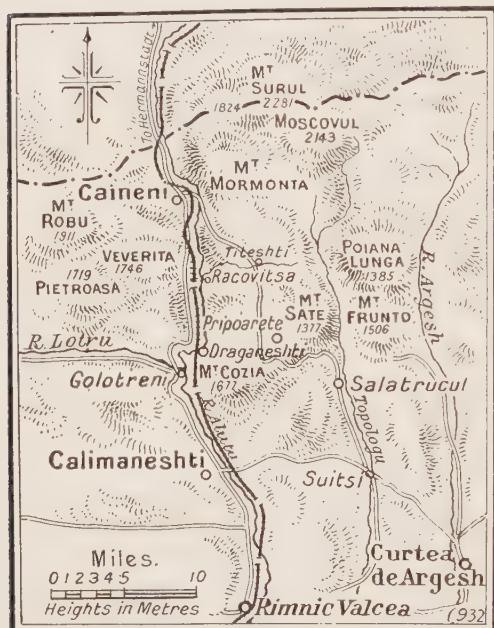 MT
SURUL
2281
1824
MOSCOVUL
2143
MT
MORMONTA
Caineni
MT
ROBU
1911
VEVERITA
1746
1719
PIETROASA
Titeshti
Racovitsa
POIANA
LUNGA
1385
R. Argesh
MT
SATE
1377
MT
FRUNTO
1506
Pripoarete
R. Lotru
Draganeshti
Golotreni
MT COZIA
1677
Salatrucul
R. Aluta
Topologu
Calimaneshti
Suitsi
Curtea
de Argesh
Miles.
0 1 2 3 4 5 10
Heights in Metres
Rimnic Valcea
(932